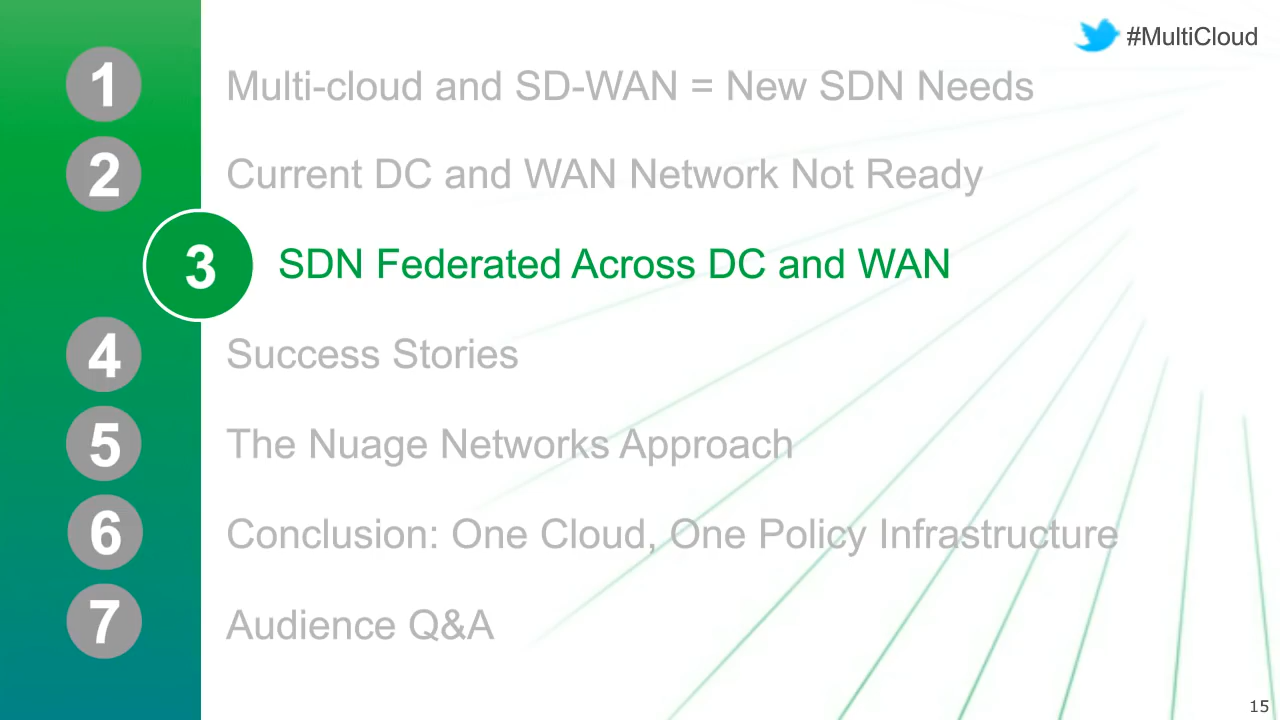 #MultiCloud
1 Multi-cloud and SD-WAN = New SDN Needs
2 Current DC and WAN Network Not Ready
3 SDN Federated Across DC and WAN
4 Success Stories
5 The Nuage Networks Approach
6 Conclusion: One Cloud, One Policy Infrastructure
7 Audience Q&A
15